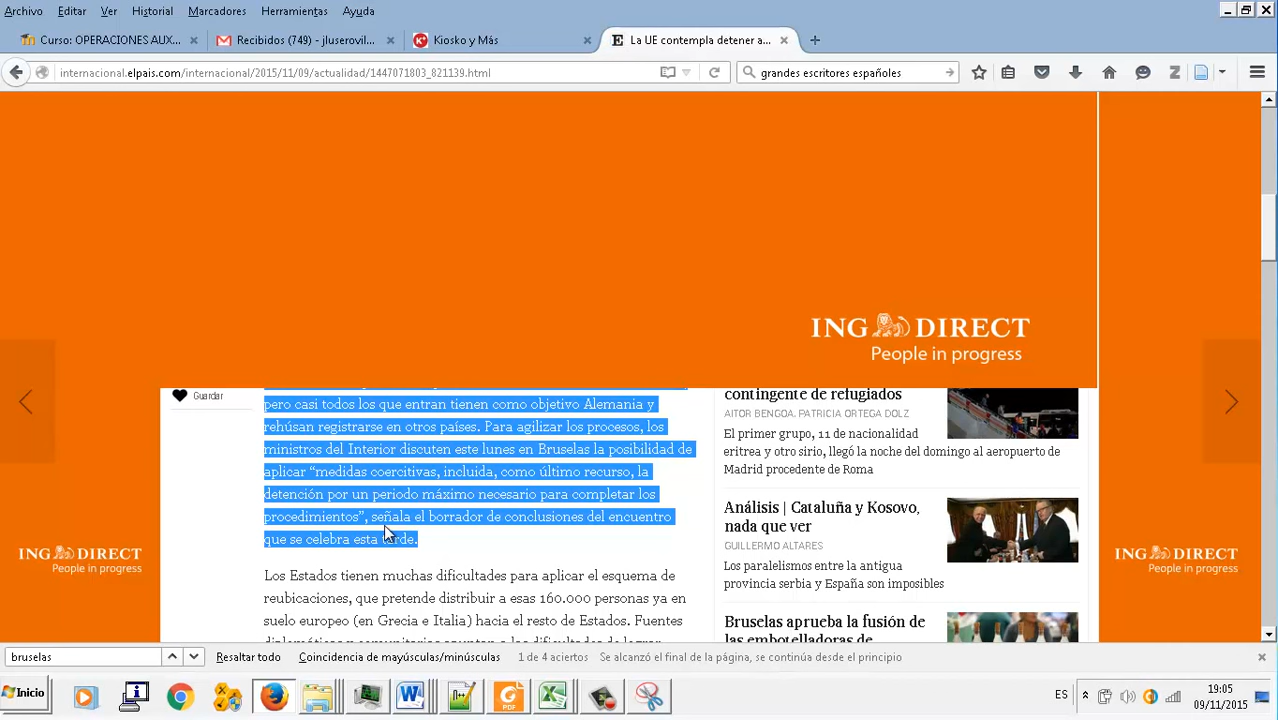 Archivo Editar Ver Historial Marcadores Herramientas Ayuda
Curso: OPERACIONES AUX...
Recibidos (749) - jluserovil...
Kiosko y Más
La UE contempla detener a...
internacional.elpais.com/internacional/2015/11/09/actualidad/1447071803_821139.html
grandes escritores españoles
ING DIRECT
People in progress
Guardar
pero casi todos los que entran tienen como objetivo Alemania y
rehúsan registrarse en otros países. Para agilizar los procesos, los
ministros del Interior discuten este lunes en Bruselas la posibilidad de
aplicar “medidas coercitivas, incluida, como último recurso, la
detención por un periodo máximo necesario para completar los
procedimientos”, señala el borrador de conclusiones del encuentro
que se celebra esta tarde.
Los Estados tienen muchas dificultades para aplicar el esquema de
reubicaciones, que pretende distribuir a esas 160.000 personas ya en
suelo europeo (en Grecia e Italia) hacia el resto de Estados. Fuentes
contingente de refugiados
AITOR BENGOA. PATRICIA ORTEGA DOLZ
El primer grupo, 11 de nacionalidad
eritrea y otro sirio, llegó la noche del domingo al aeropuerto de
Madrid procedente de Roma
Análisis | Cataluña y Kosovo,
nada que ver
GUILLERMO ALTARES
Los paralelismos entre la antigua
provincia serbia y España son imposibles
Bruselas aprueba la fusión de
las embotelladoras de
ING DIRECT
People in progress
ING DIRECT
People in progress
bruselas
Resaltar todo
Coincidencia de mayúsculas/minúsculas
1 de 4 aciertos
Se alcanzó el final de la página, se continúa desde el principio
Inicio
ES
19:05
09/11/2015